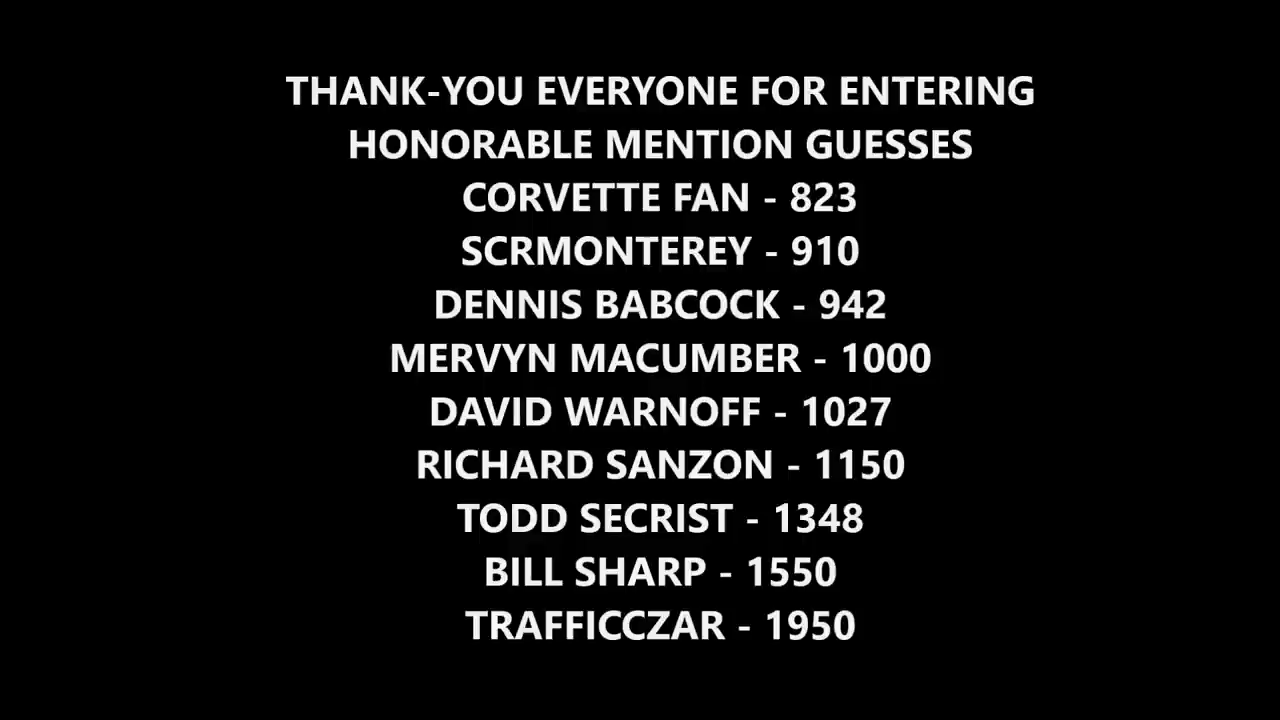 THANK-YOU EVERYONE FOR ENTERING
HONORABLE MENTION GUESSES
CORVETTE FAN - 823
SCRMONTEREY - 910
DENNIS BABCOCK - 942
MERVYN MACUMBER - 1000
DAVID WARNOFF - 1027
RICHARD SANZON - 1150
TODD SECRIST - 1348
BILL SHARP - 1550
TRAFFICCZAR - 1950